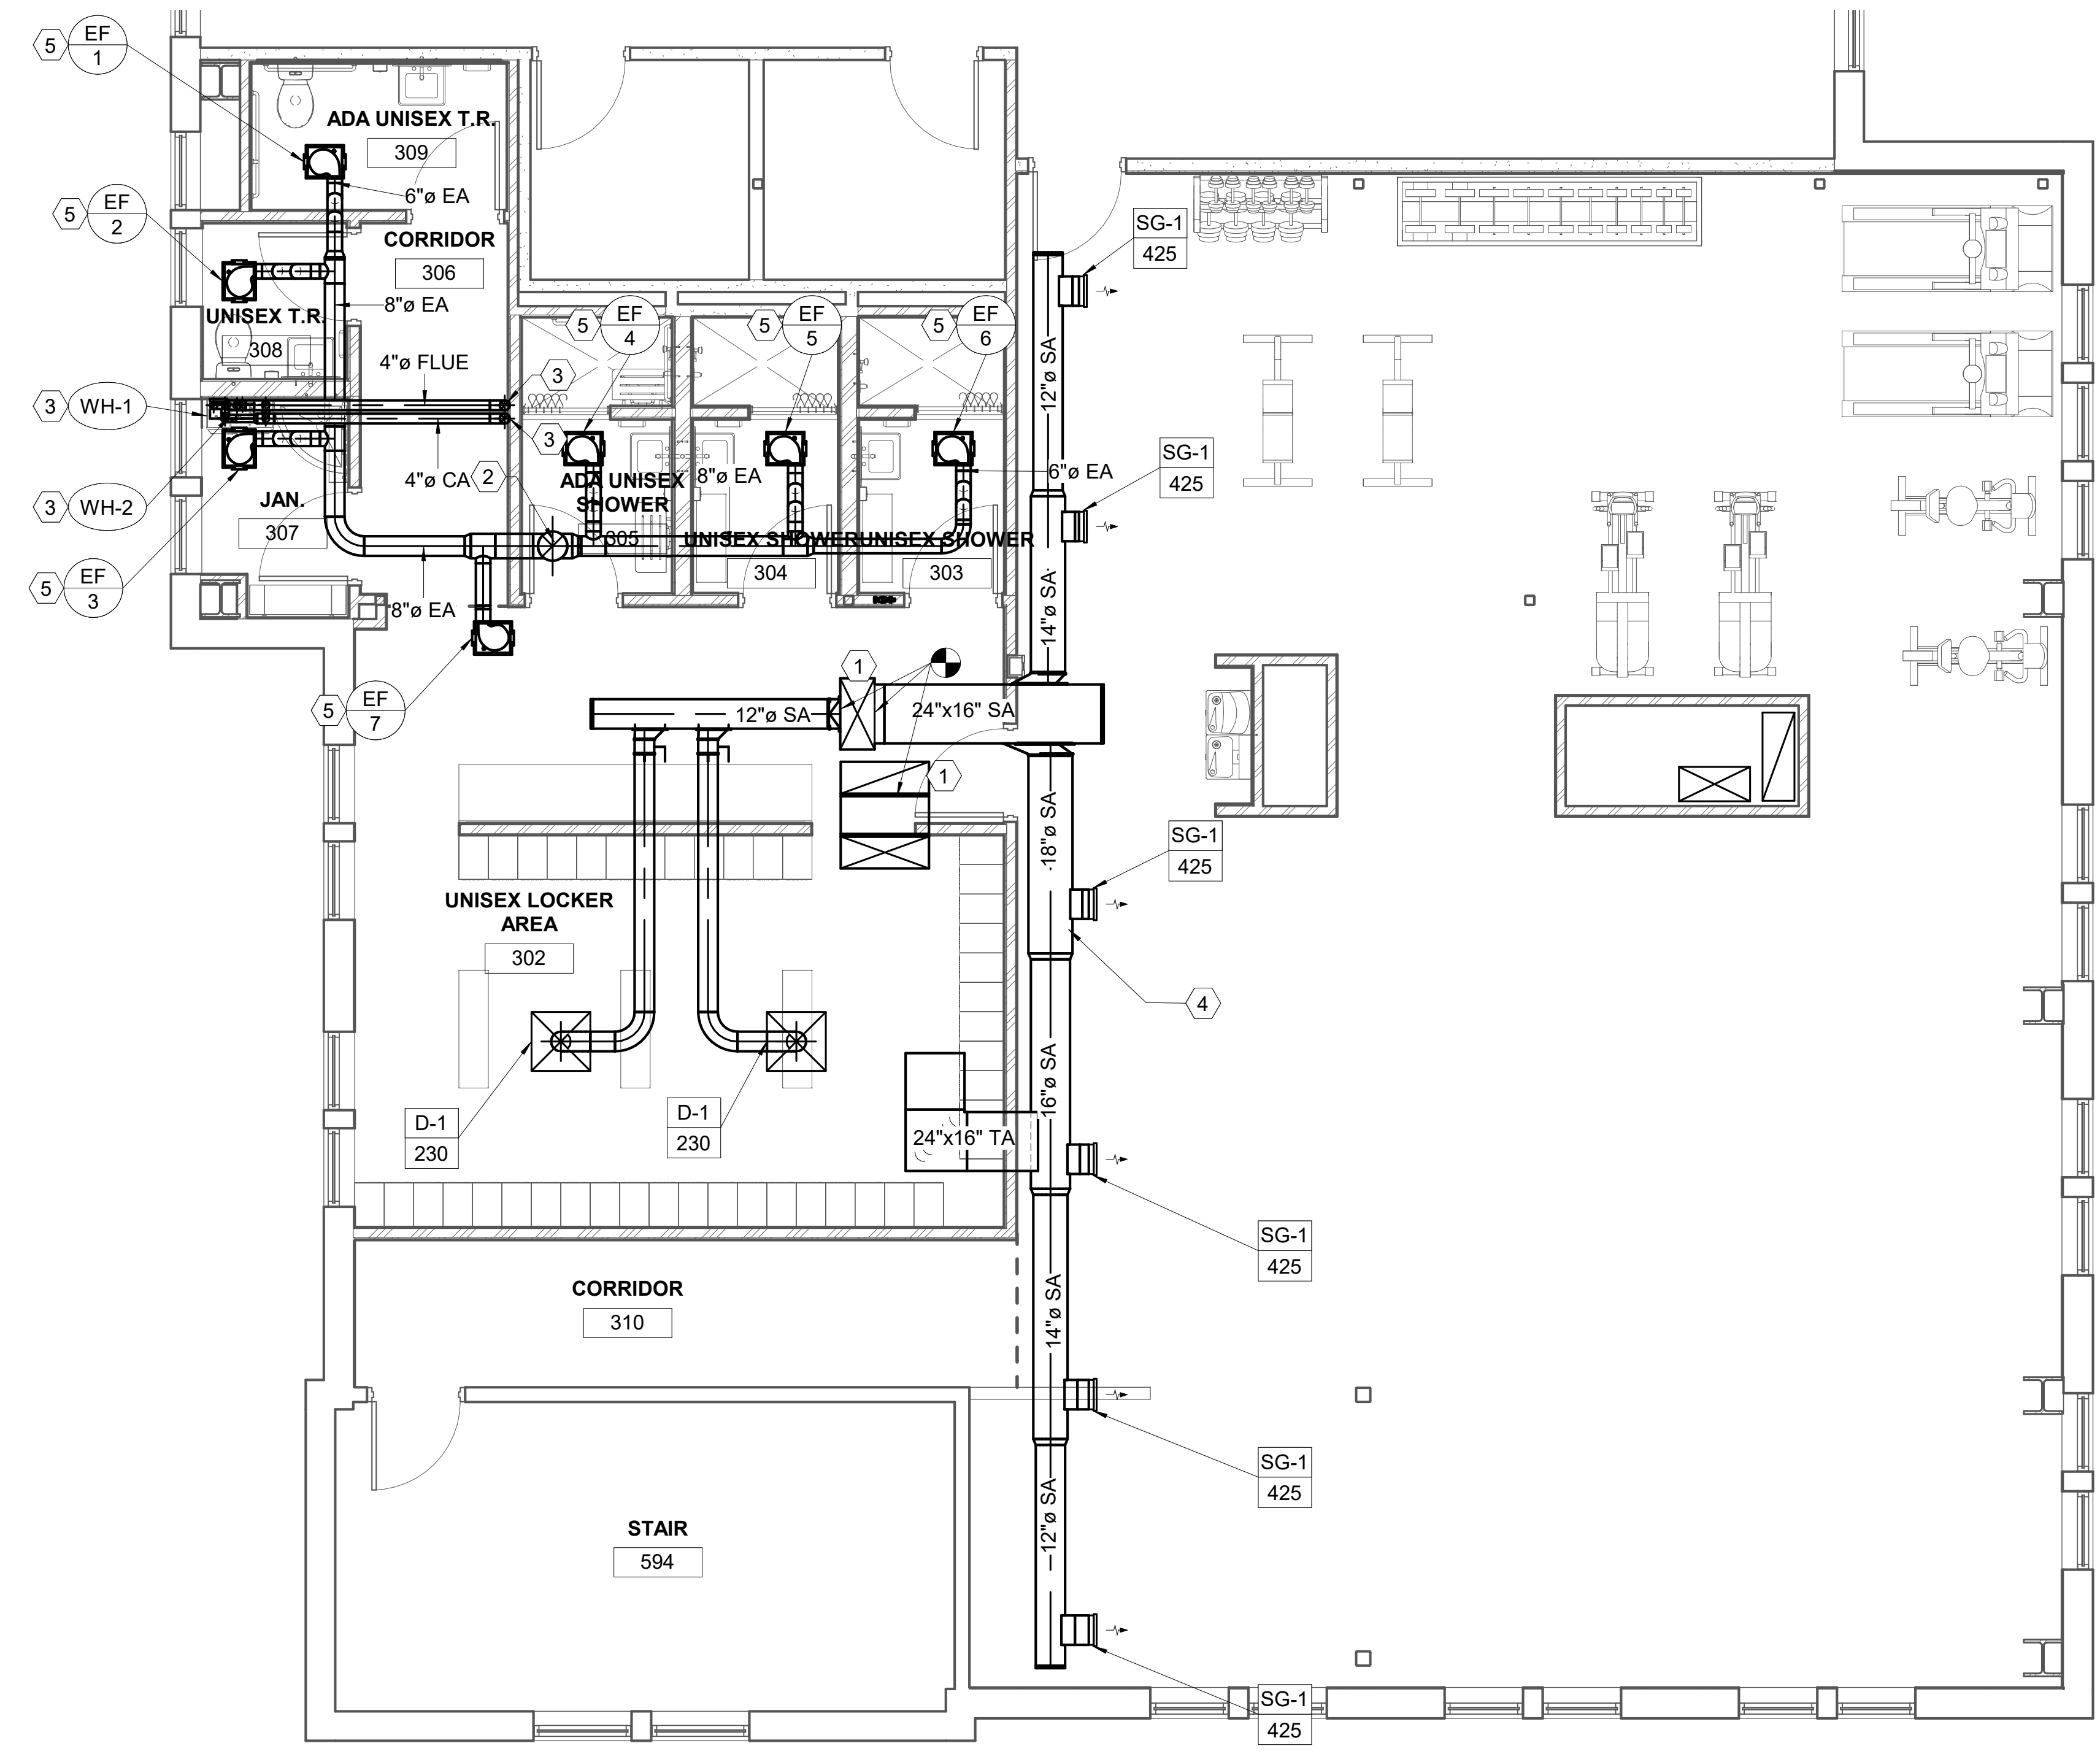 5
EF
1
ADA UNISEX T.R.
309
6"ø EA
5
EF
2
CORRIDOR
306
8"ø EA
UNISEX T.R.
308
4"ø FLUE
3
WH-1
3
3
4"ø CA
2
3
WH-2
JAN.
307
5
EF
3
8"ø EA
5
EF
4
5
EF
5
5
EF
6
ADA UNISEX
SHOWER
305
8"ø EA
UNISEX SHOWER
304
UNISEX SHOWER
303
6"ø EA
5
EF
7
SG-1
425
12"ø SA
SG-1
425
14"ø SA
1
12"ø SA
24"x16" SA
1
18"ø SA
SG-1
425
UNISEX LOCKER
AREA
302
4
16"ø SA
D-1
230
D-1
230
24"x16" TA
SG-1
425
CORRIDOR
310
14"ø SA
SG-1
425
12"ø SA
STAIR
594
SG-1
425